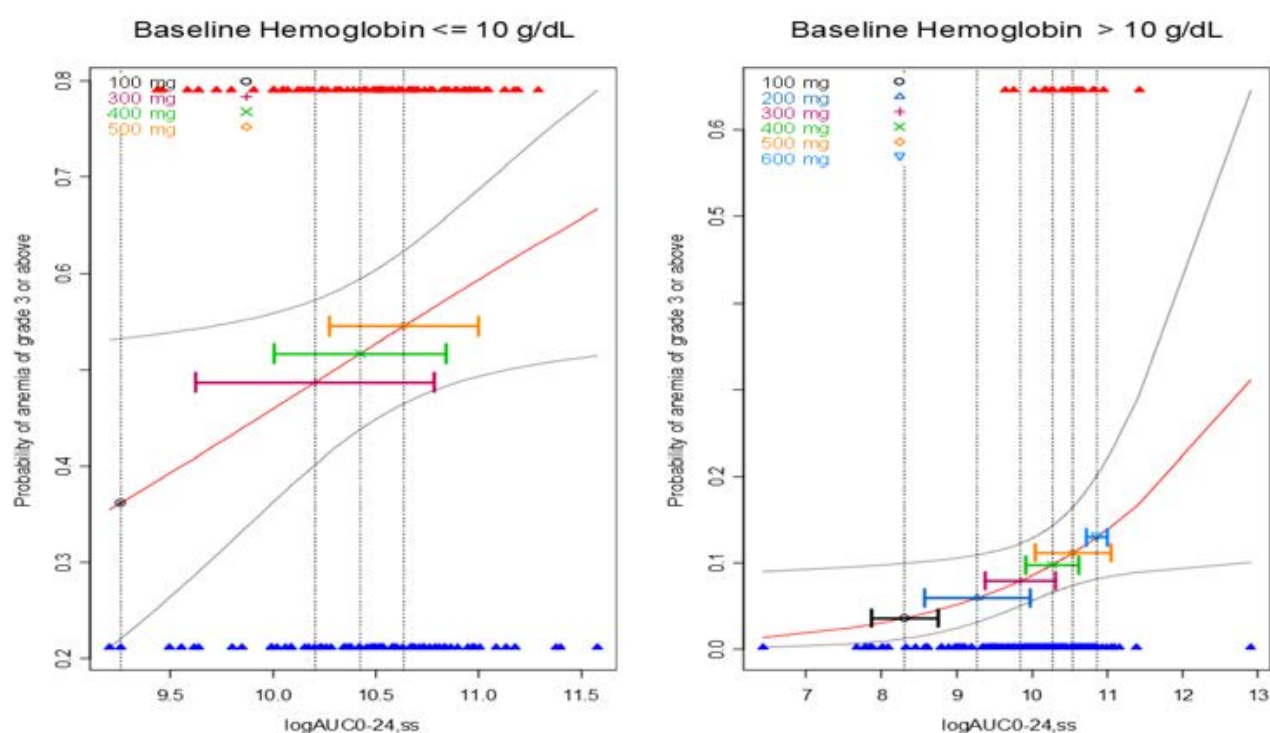 Baseline Hemoglobin <= 10 g/dL
Probability of anemia of grade 3 or above
0.8
0.7
0.6
0.5
0.4
0.3
0.2
100 mg
300 mg
400 mg
500 mg
9.5 10.0 10.5 11.0 11.5
logAUC0-24,ss
Baseline Hemoglobin > 10 g/dL
Probability of anemia of grade 3 or above
0.6
0.5
0.2
0.1
0.0
100 mg
200 mg
300 mg
400 mg
500 mg
600 mg
7 8 9 10 11 12 13
logAUC0-24,ss